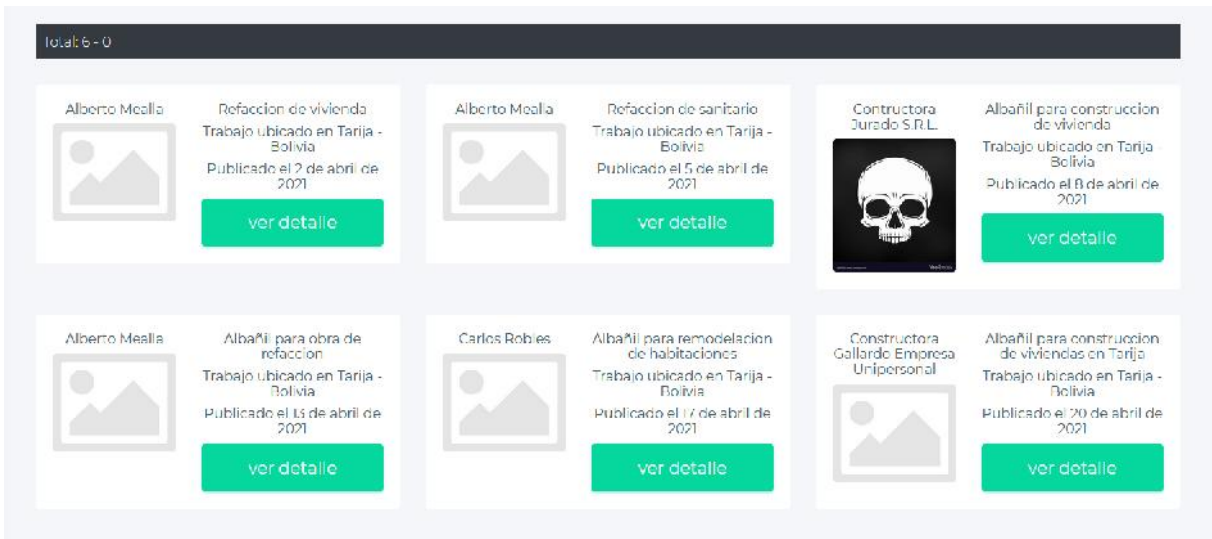 Total: 6 - 0
Alberto Mealla
Refaccion de vivienda
Trabajo ubicado en Tarija -
Bolivia
Publicado el 2 de abril de
2021
ver detalle
Alberto Mealla
Refaccion de sanitario
Trabajo ubicado en Tarija -
Bolivia
Publicado el 5 de abril de
2021
ver detalle
Contructora
Jurado S.R.L.
Albañil para construccion
de vivienda
Trabajo ubicado en Tarija -
Bolivia
Publicado el 8 de abril de
2021
ver detalle
Alberto Mealla
Albañil para obra de
refaccion
Trabajo ubicado en Tarija -
Bolivia
Publicado el 13 de abril de
2021
ver detalle
Carlos Robles
Albañil para remodelacion
de habitaciones
Trabajo ubicado en Tarija -
Bolivia
Publicado el 17 de abril de
2021
ver detalle
Constructora
Gallardo Empresa
Unipersonal
Albañil para construccion
de viviendas en Tarija
Trabajo ubicado en Tarija -
Bolivia
Publicado el 20 de abril de
2021
ver detalle